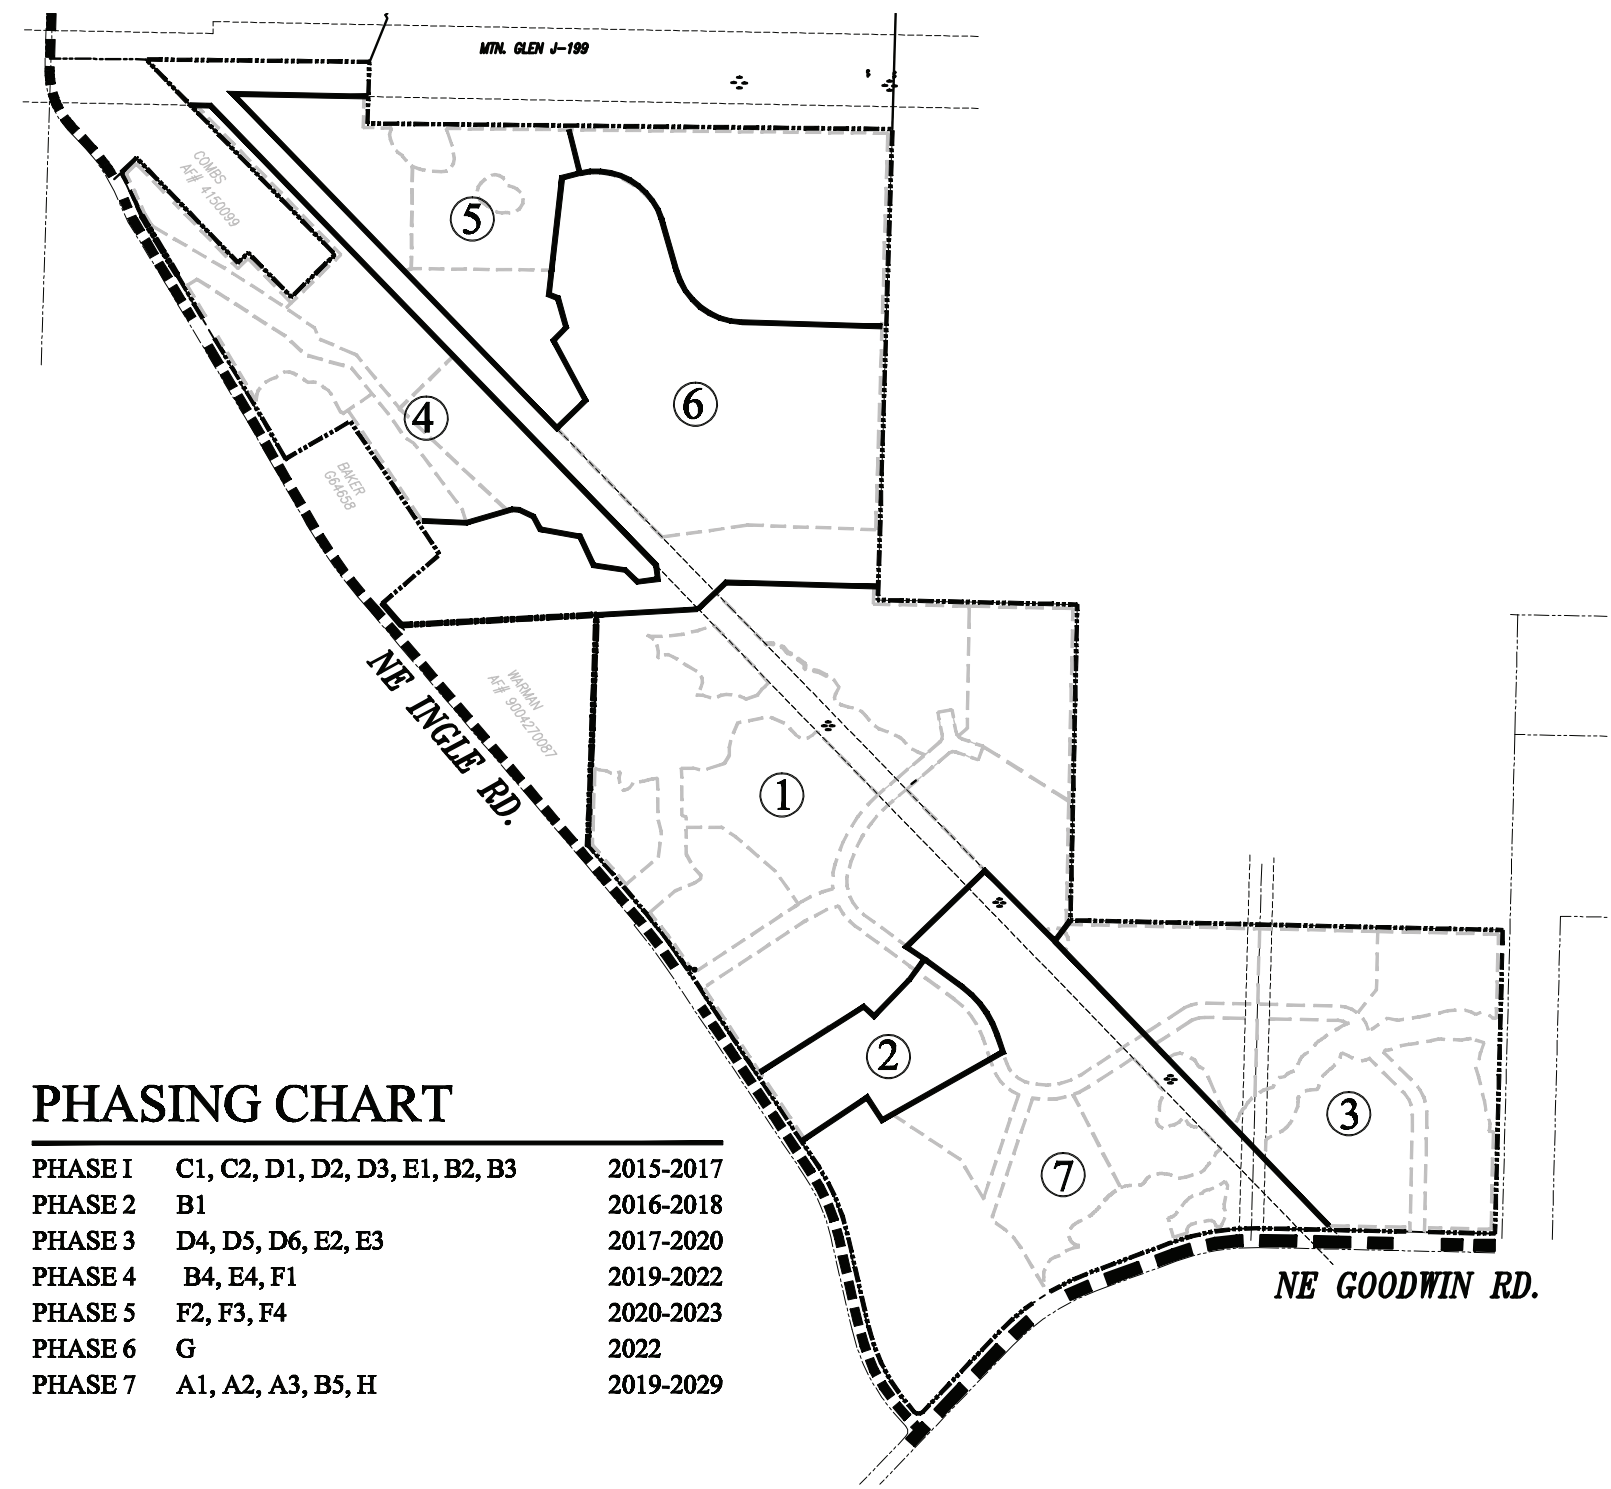 MTN. GLEN J-199
COMBS
AF# 4150099
5
6
4
BAKER
G64658
NE INGLE RD.
WARMAN
AF# 9004270087
1
2
3
7
NE GOODWIN RD.
PHASING CHART
PHASE I C1, C2, D1, D2, D3, E1, B2, B3 2015-2017
PHASE 2 B1 2016-2018
PHASE 3 D4, D5, D6, E2, E3 2017-2020
PHASE 4 B4, E4, F1 2019-2022
PHASE 5 F2, F3, F4 2020-2023
PHASE 6 G 2022
PHASE 7 A1, A2, A3, B5, H 2019-2029